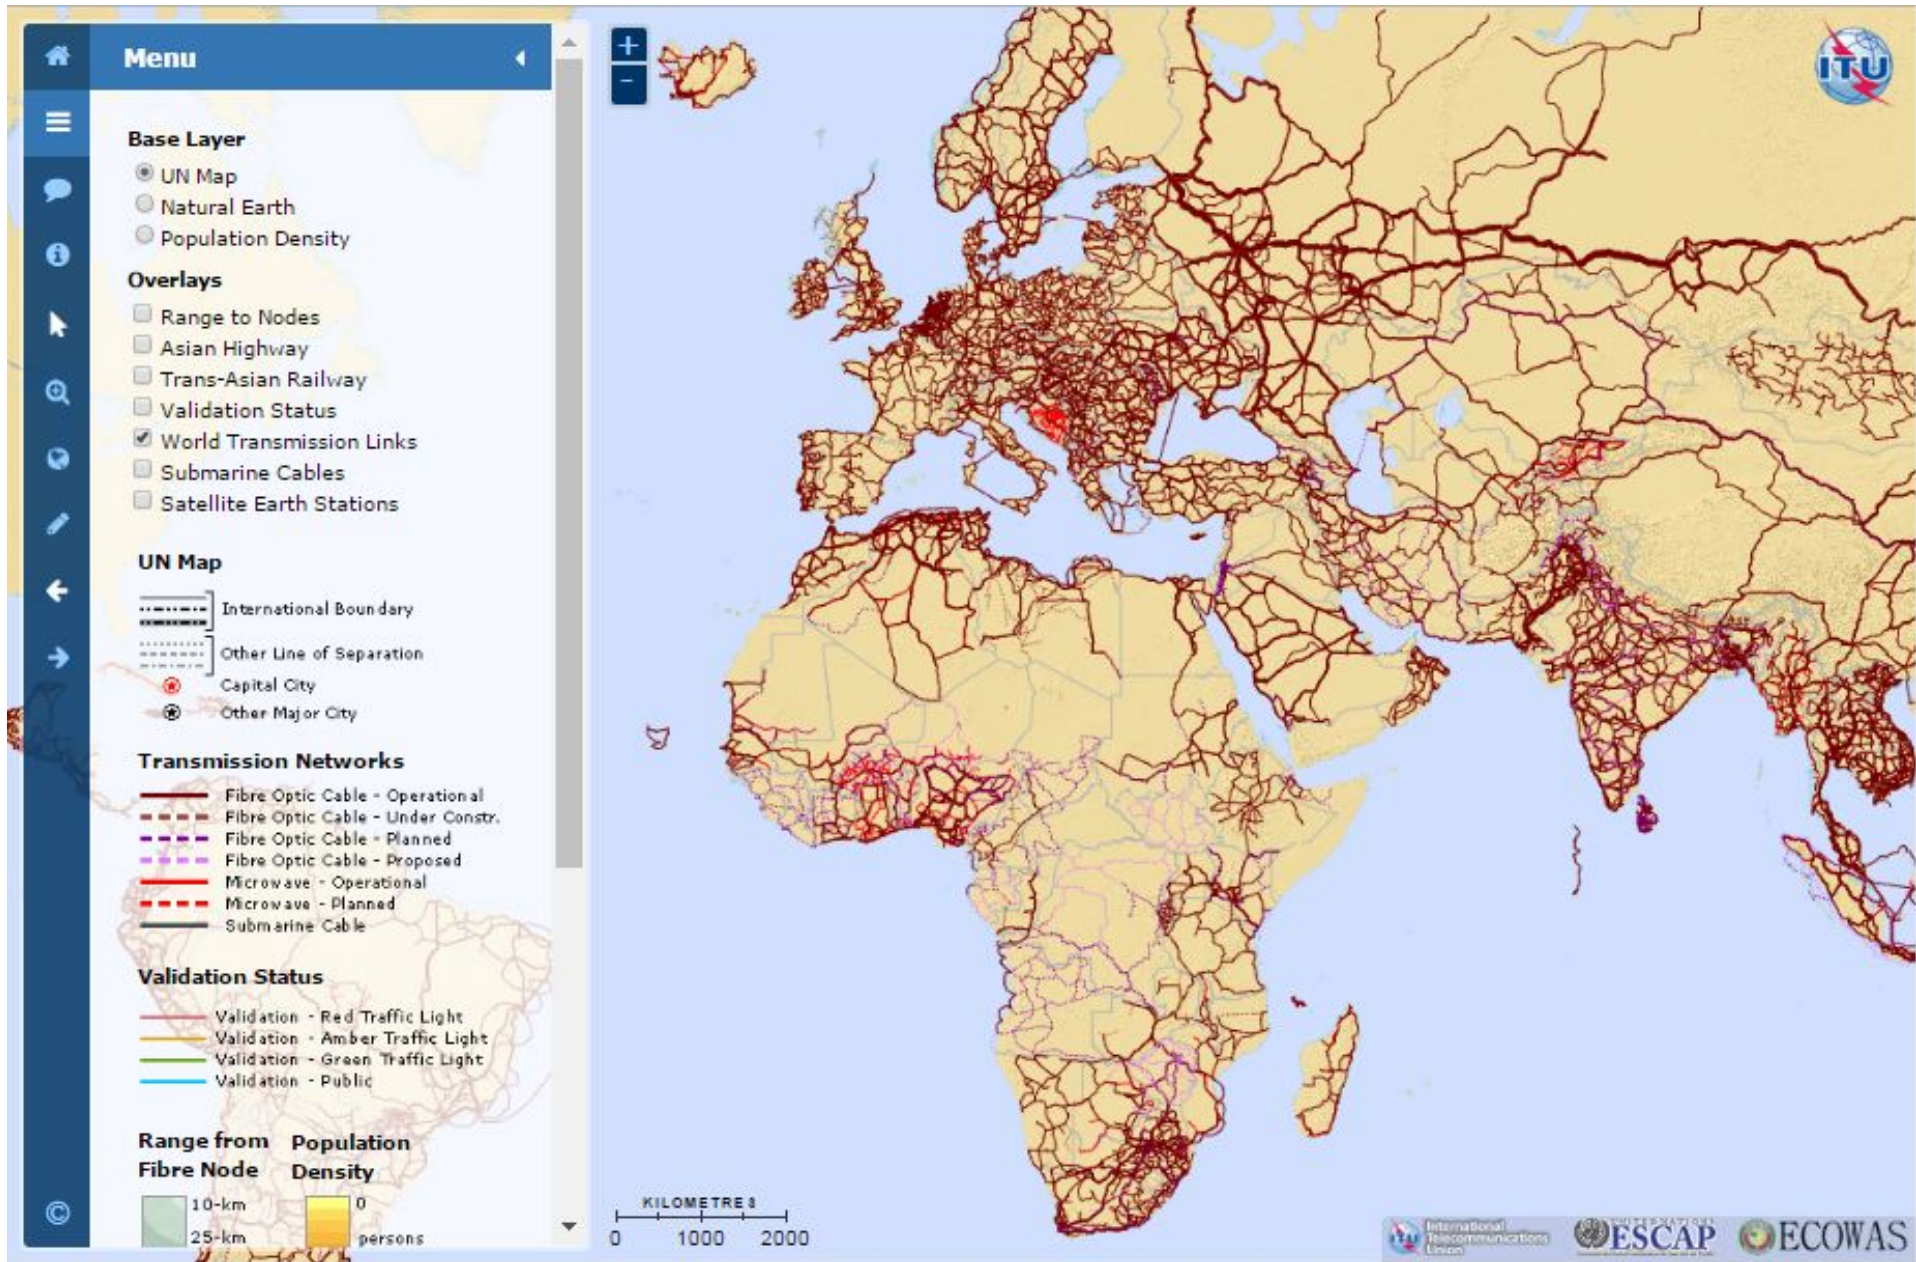 Menu
Base Layer
UN Map
Natural Earth
Population Density
Overlays
Range to Nodes
Asian Highway
Trans-Asian Railway
Validation Status
World Transmission Links
Submarine Cables
Satellite Earth Stations
UN Map
International Boundary
Other Line of Separation
Capital City
Other Major City
Transmission Networks
Fibre Optic Cable - Operational
Fibre Optic Cable - Under Constr.
Fibre Optic Cable - Planned
Fibre Optic Cable - Proposed
Microwave - Operational
Microwave - Planned
Submarine Cable
Validation Status
Validation - Red Traffic Light
Validation - Amber Traffic Light
Validation - Green Traffic Light
Validation - Public
Range from Fibre Node
Population Density
10-km
0
25-km
persons
©
+
-
ITU
KILOMETRES
0 1000 2000
International
Telecommunications
Union
ESCAP
ECOWAS